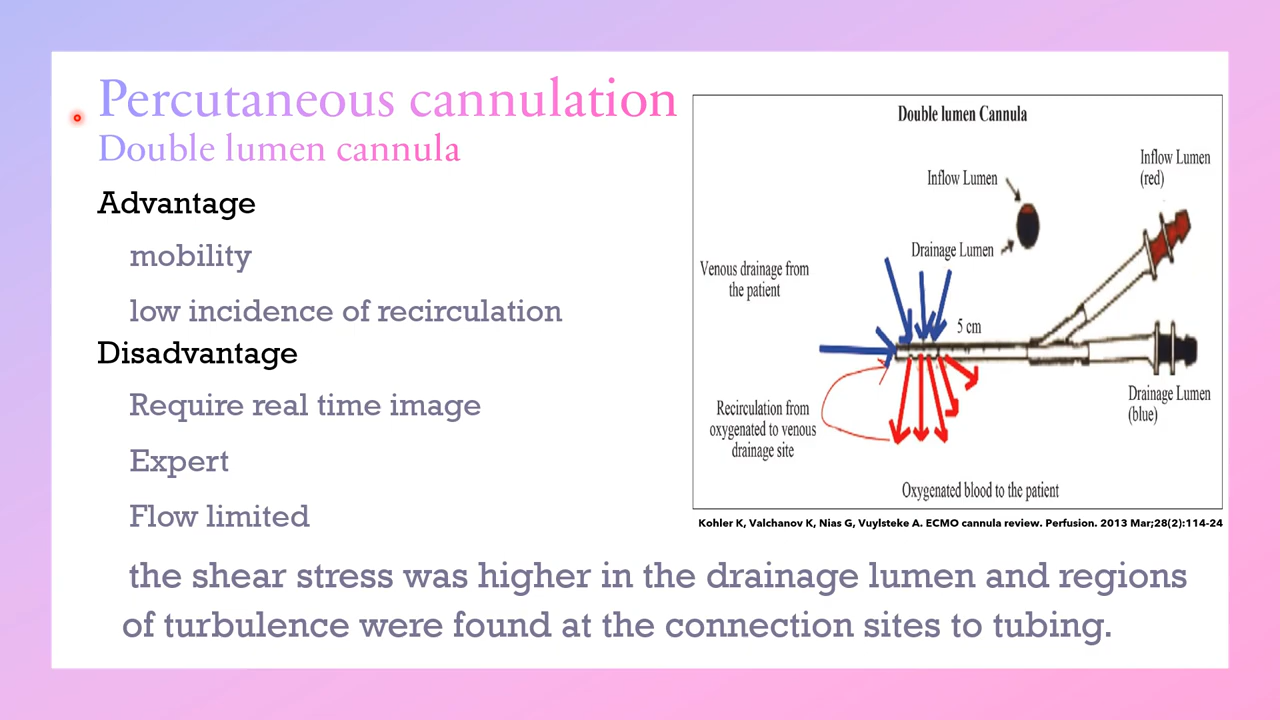 Percutaneous cannulation
Double lumen cannula
Advantage
mobility
low incidence of recirculation
Disadvantage
Require real time image
Expert
Flow limited
the shear stress was higher in the drainage lumen and regions
of turbulence were found at the connection sites to tubing.
Double lumen Cannula
Inflow Lumen
(red)
Inflow Lumen
Drainage Lumen
Venous drainage from
the patient
5 cm
Drainage Lumen
(blue)
Recirculation from
oxygenated to venous
drainage site
Oxygenated blood to the patient
Kohler K, Valchanov K, Nias G, Vuylsteke A. ECMO cannula review. Perfusion. 2013 Mar;28(2):114-24